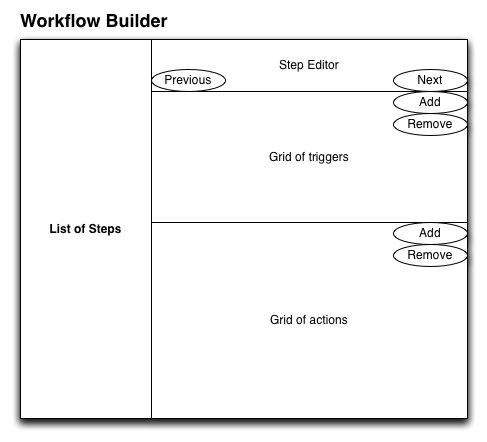 Workflow Builder
Step Editor
Previous
Next
Add
Remove
Grid of triggers
List of Steps
Add
Remove
Grid of actions